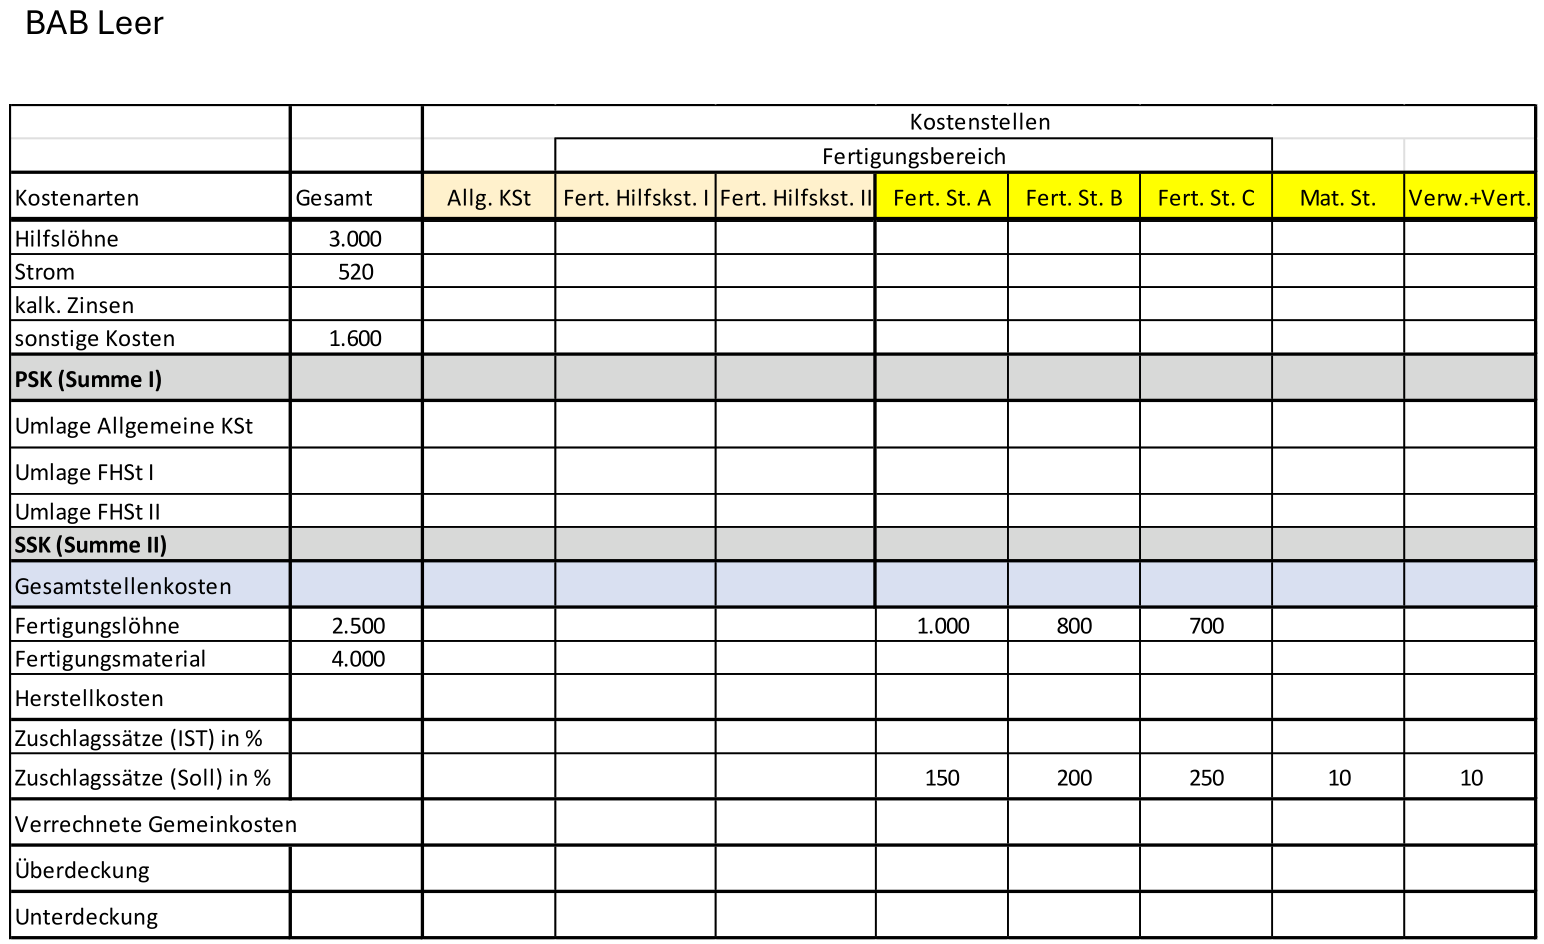 BAB Leer
Kostenstellen
Fertigungsbereich
Kostenarten Gesamt Allg. KSt Fert. Hilfskst. I Fert. Hilfskst. II Fert. St. A Fert. St. B Fert. St. C Mat. St. Verw.+Vert.
Hilfslöhne 3.000
Strom 520
kalk. Zinsen
sonstige Kosten 1.600
PSK (Summe I)
Umlage Allgemeine KSt
Umlage FHSt I
Umlage FHSt II
SSK (Summe II)
Gesamtstellenkosten
Fertigungslöhne 2.500 1.000 800 700
Fertigungsmaterial 4.000
Herstellkosten
Zuschlagssätze (IST) in %
Zuschlagssätze (Soll) in % 150 200 250 10 10
Verrechnete Gemeinkosten
Überdeckung
Unterdeckung